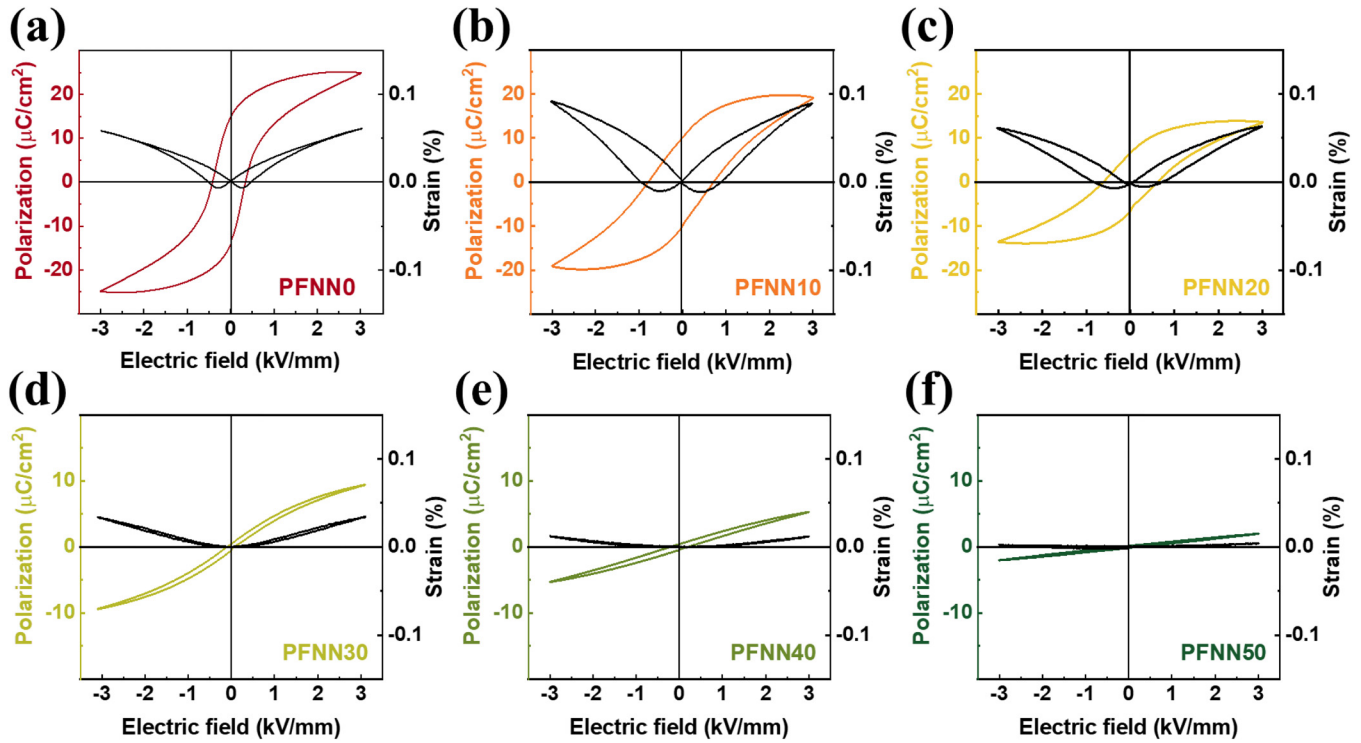 (a)
Polarization (μC/cm²)
20
10
0
-10
-20
0.1
0.0
-0.1
Strain (%)
PFNN0
-3 -2 -1 0 1 2 3
Electric field (kV/mm)
(b)
Polarization (μC/cm²)
20
10
0
-10
-20
0.1
0.0
-0.1
Strain (%)
PFNN10
-3 -2 -1 0 1 2 3
Electric field (kV/mm)
(c)
Polarization (μC/cm²)
20
10
0
-10
-20
0.1
0.0
-0.1
Strain (%)
PFNN20
-3 -2 -1 0 1 2 3
Electric field (kV/mm)
(d)
Polarization (μC/cm²)
10
0
-10
0.1
0.0
-0.1
Strain (%)
PFNN30
-3 -2 -1 0 1 2 3
Electric field (kV/mm)
(e)
Polarization (μC/cm²)
10
0
-10
0.1
0.0
-0.1
Strain (%)
PFNN40
-3 -2 -1 0 1 2 3
Electric field (kV/mm)
(f)
Polarization (μC/cm²)
10
0
-10
0.1
0.0
-0.1
Strain (%)
PFNN50
-3 -2 -1 0 1 2 3
Electric field (kV/mm)